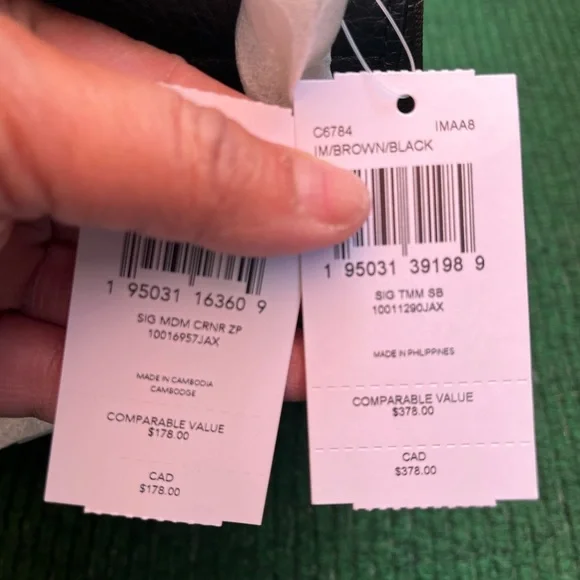 1 95031 16360 9
SIG MDM CRNR ZP
10016957JAX
MADE IN CAMBODIA
CAMBODGE
COMPARABLE VALUE
$178.00
CAD
$178.00
C6784 IMAA8
IM/BROWN/BLACK
1 95031 39198 9
SIG TMM SB
10011290JAX
MADE IN PHILIPPINES
COMPARABLE VALUE
$378.00
CAD
$378.00